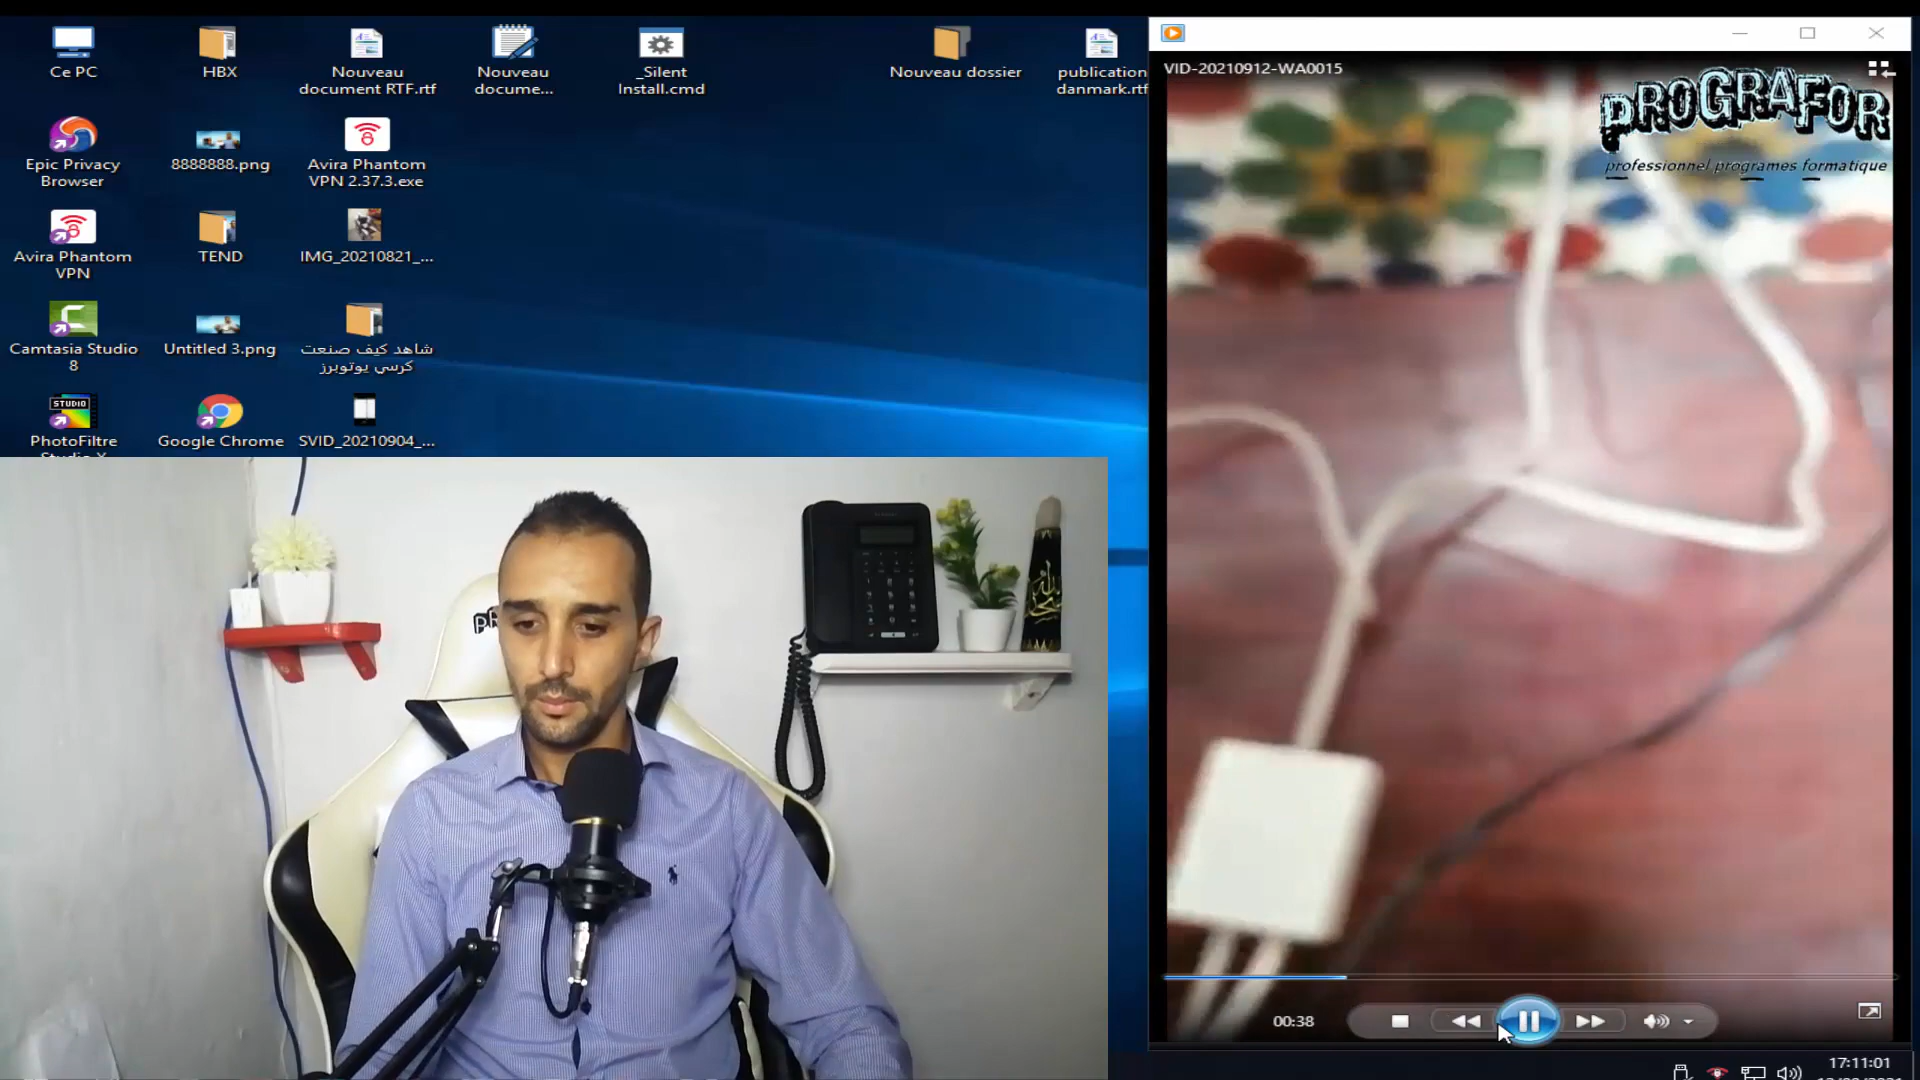 Ce PC
HBX
Nouveau
document RTF.rtf
Nouveau
docume...
_Silent
Install.cmd
Nouveau dossier
publication
danmark.rtf
Epic Privacy
Browser
8888888.png
Avira Phantom
VPN 2.37.3.exe
Avira Phantom
VPN
TEND
IMG_20210821_...
Camtasia Studio
8
Untitled 3.png
شاهد كيف صنعت
كرسي يوتوبرز
STUDIO
PhotoFiltre
Studio X
Google Chrome
SVID_20210904_...
VID-20210912-WA0015
PROGRAFOR
professionnel programes formatique
00:38
17:11:01